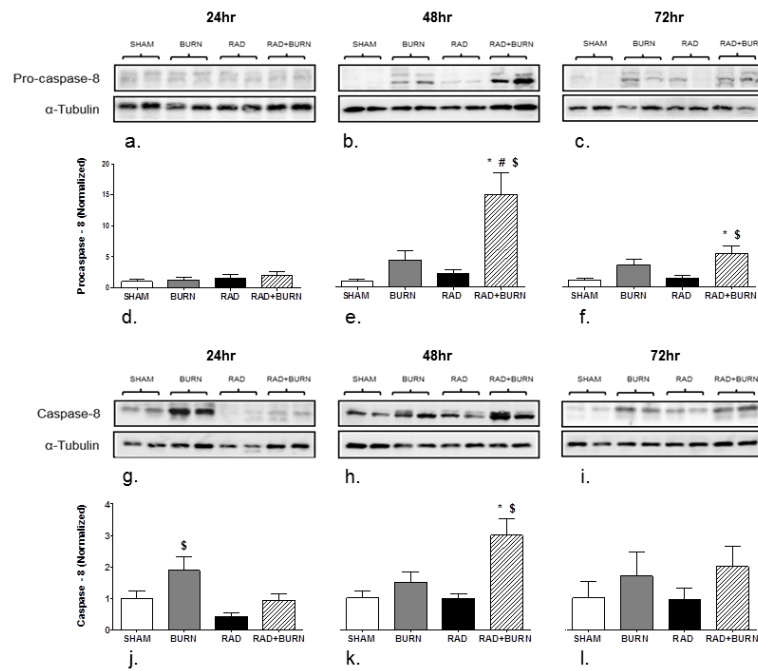 24hr 48hr 72hr
SHAM BURN RAD RAD+BURN SHAM BURN RAD RAD+BURN SHAM BURN RAD RAD+BURN
Pro-caspase-8
α-Tubulin
a. b. c.
Procaspase - 8 (Normalized)
20
15
10
5
0
* # $
* $
SHAM BURN RAD RAD+BURN SHAM BURN RAD RAD+BURN SHAM BURN RAD RAD+BURN
d. e. f.
24hr 48hr 72hr
SHAM BURN RAD RAD+BURN SHAM BURN RAD RAD+BURN SHAM BURN RAD RAD+BURN
Caspase-8
α-Tubulin
g. h. i.
Caspase - 8 (Normalized)
4
3
2
1
0
$
* $
SHAM BURN RAD RAD+BURN SHAM BURN RAD RAD+BURN SHAM BURN RAD RAD+BURN
j. k. l.